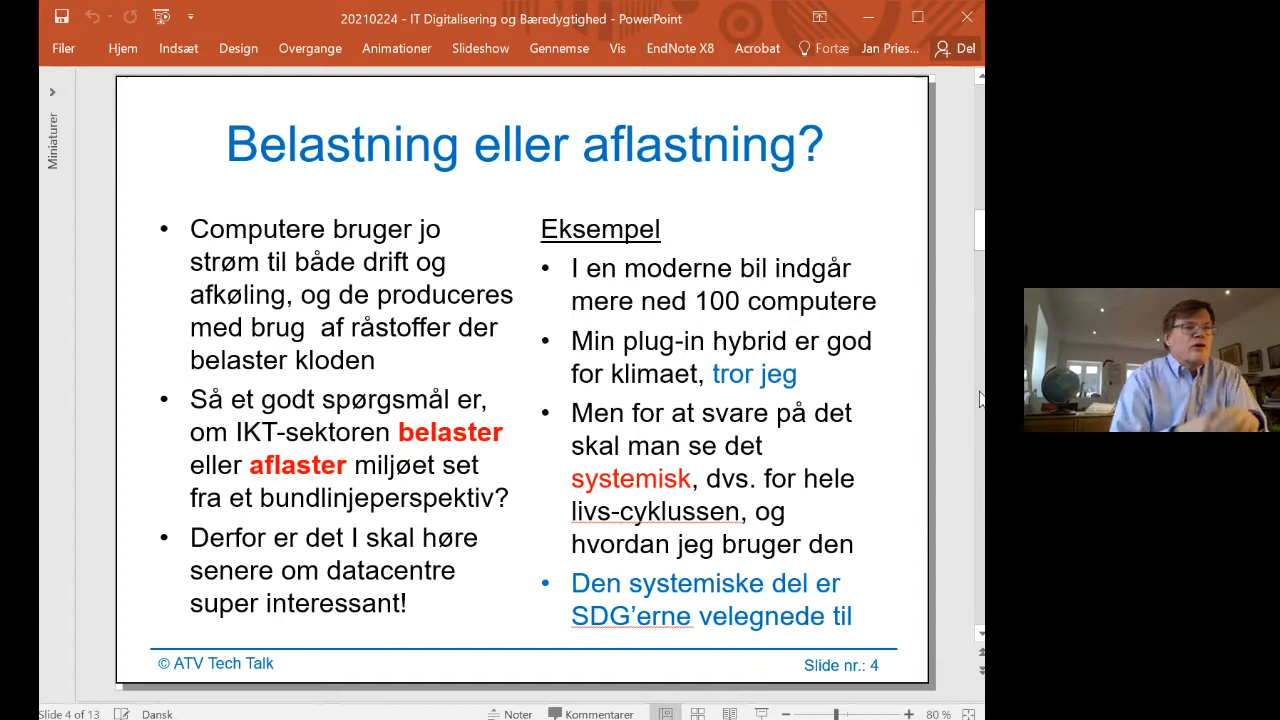 20210224 - IT Digitalisering og Bæredygtighed - PowerPoint
Filer Hjem Indsæt Design Overgange Animationer Slideshow Gennemse Vis EndNote X8 Acrobat Fortæ Jan Pries... Del
Miniaturer
Belastning eller aflastning?
• Computere bruger jo
strøm til både drift og
afkøling, og de produceres
med brug af råstoffer der
belaster kloden
• Så et godt spørgsmål er,
om IKT-sektoren belaster
eller aflaster miljøet set
fra et bundlinjeperspektiv?
• Derfor er det I skal høre
senere om datacentre
super interessant!
Eksempel
• I en moderne bil indgår
mere ned 100 computere
• Min plug-in hybrid er god
for klimaet, tror jeg
• Men for at svare på det
skal man se det
systemisk, dvs. for hele
livs-cyklussen, og
hvordan jeg bruger den
• Den systemiske del er
SDG'erne velegnede til
© ATV Tech Talk
Slide nr.: 4
Slide 4 of 13 Dansk Noter Kommentarer 80 %